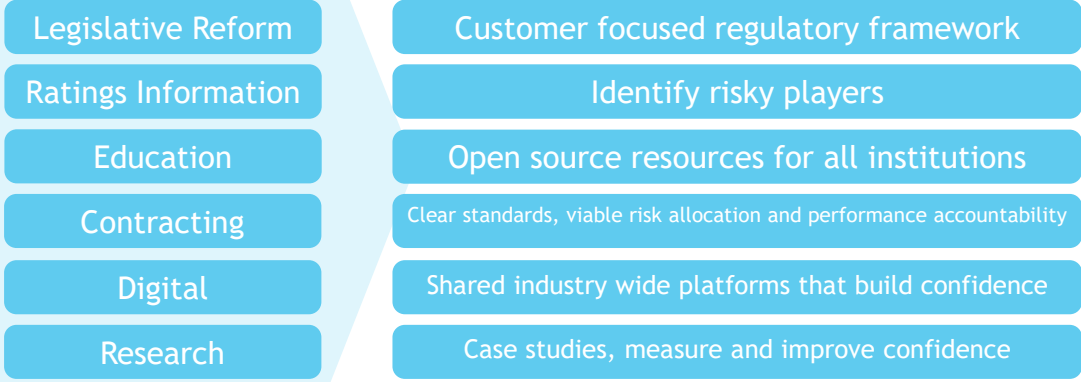 Legislative Reform
Customer focused regulatory framework
Ratings Information
Identify risky players
Education
Open source resources for all institutions
Contracting
Clear standards, viable risk allocation and performance accountability
Digital
Shared industry wide platforms that build confidence
Research
Case studies, measure and improve confidence